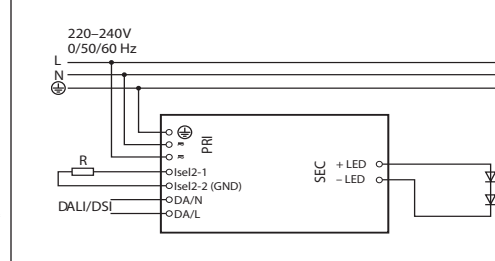 220–240V
0/50/60 Hz
L
N
PRI
~
~
R
Isel2-1
Isel2-2 (GND)
DALI/DSI
DA/N
DA/L
SEC
+ LED
– LED